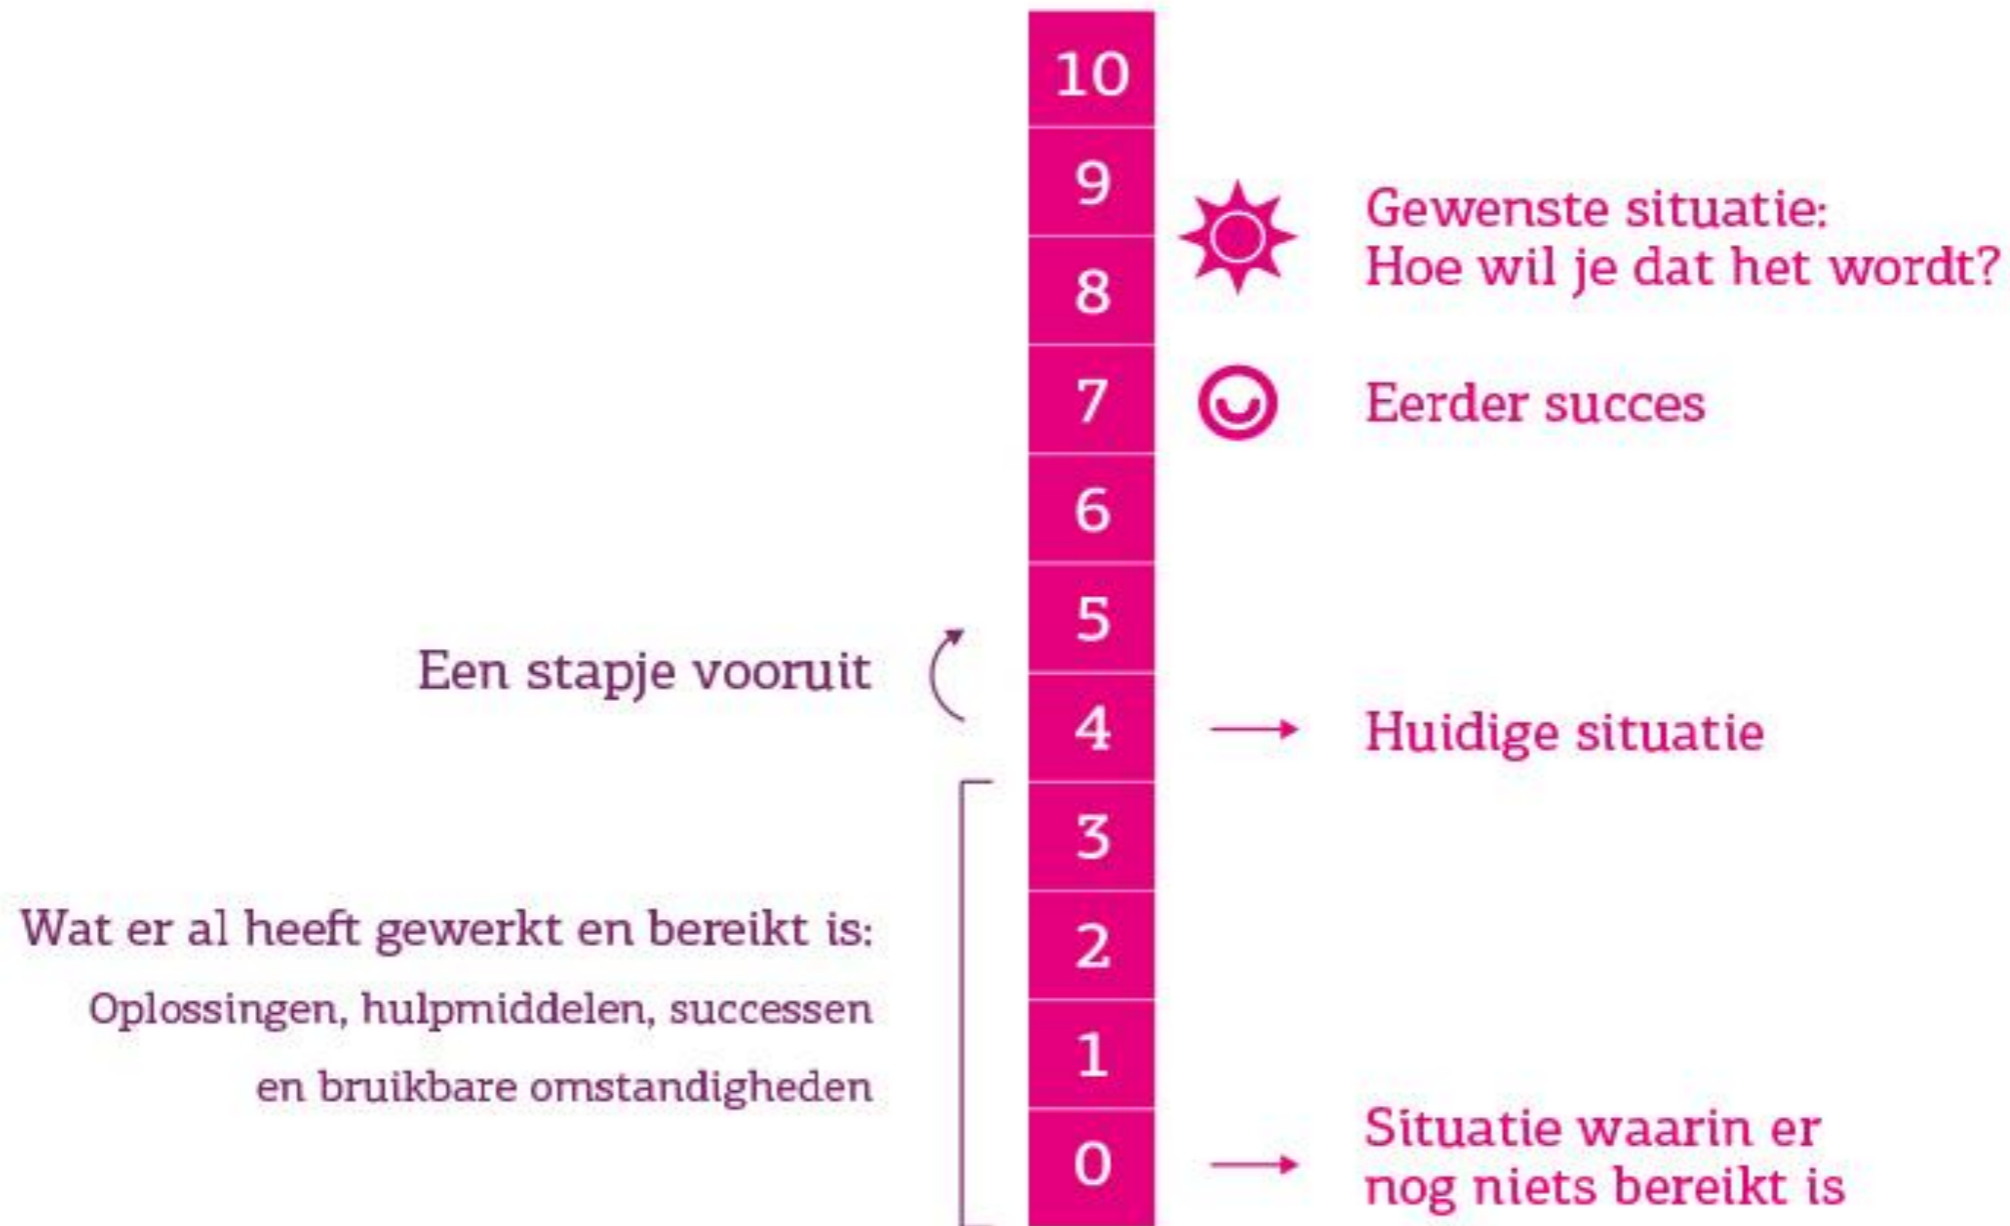 10
9
Gewenste situatie:
Hoe wil je dat het wordt?
8
7
Eerder succes
6
5
Een stapje vooruit
4
Huidige situatie
3
Wat er al heeft gewerkt en bereikt is:
2
Oplossingen, hulpmiddelen, successen
en bruikbare omstandigheden
1
Situatie waarin er
0
nog niets bereikt is